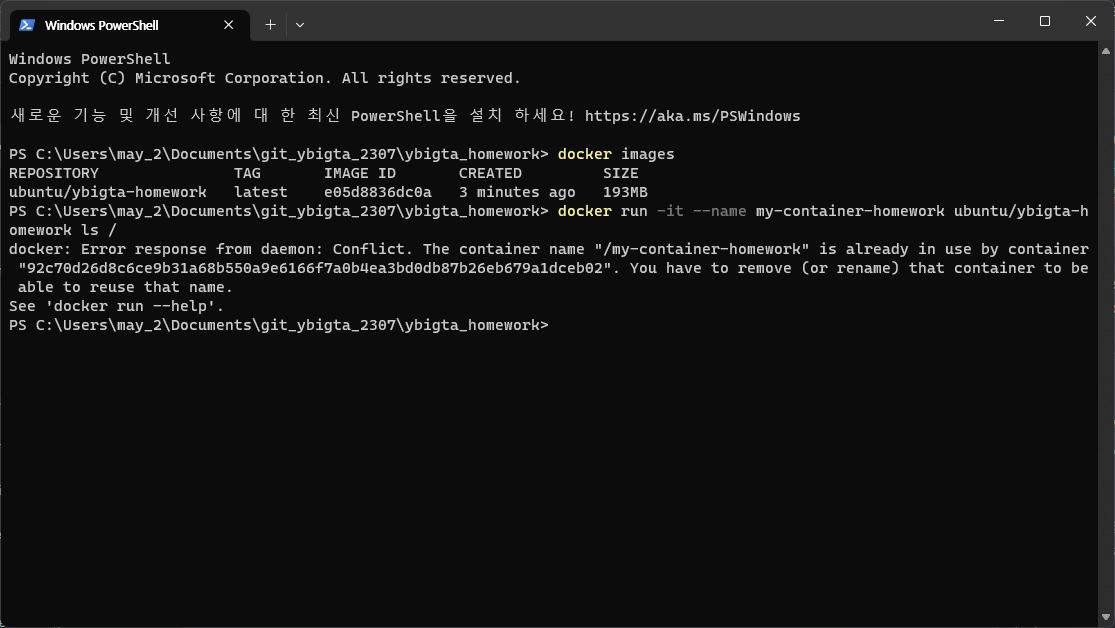 Windows PowerShell
Windows PowerShell
Copyright (C) Microsoft Corporation. All rights reserved.
새로운 기능 및 개선 사항에 대 한 최신 PowerShell을 설치 하세요! https://aka.ms/PSWindows
PS C:\Users\may_2\Documents\git_ybigta_2307\ybigta_homework> docker images
REPOSITORY TAG IMAGE ID CREATED SIZE
ubuntu/ybigta-homework latest e05d8836dc0a 3 minutes ago 193MB
PS C:\Users\may_2\Documents\git_ybigta_2307\ybigta_homework> docker run -it --name my-container-homework ubuntu/ybigta-h
omework ls /
docker: Error response from daemon: Conflict. The container name "/my-container-homework" is already in use by container
"92c70d26d8c6ce9b31a68b550a9e6166f7a0b4ea3bd0db87b26eb679a1dceb02". You have to remove (or rename) that container to be
able to reuse that name.
See 'docker run --help'.
PS C:\Users\may_2\Documents\git_ybigta_2307\ybigta_homework>